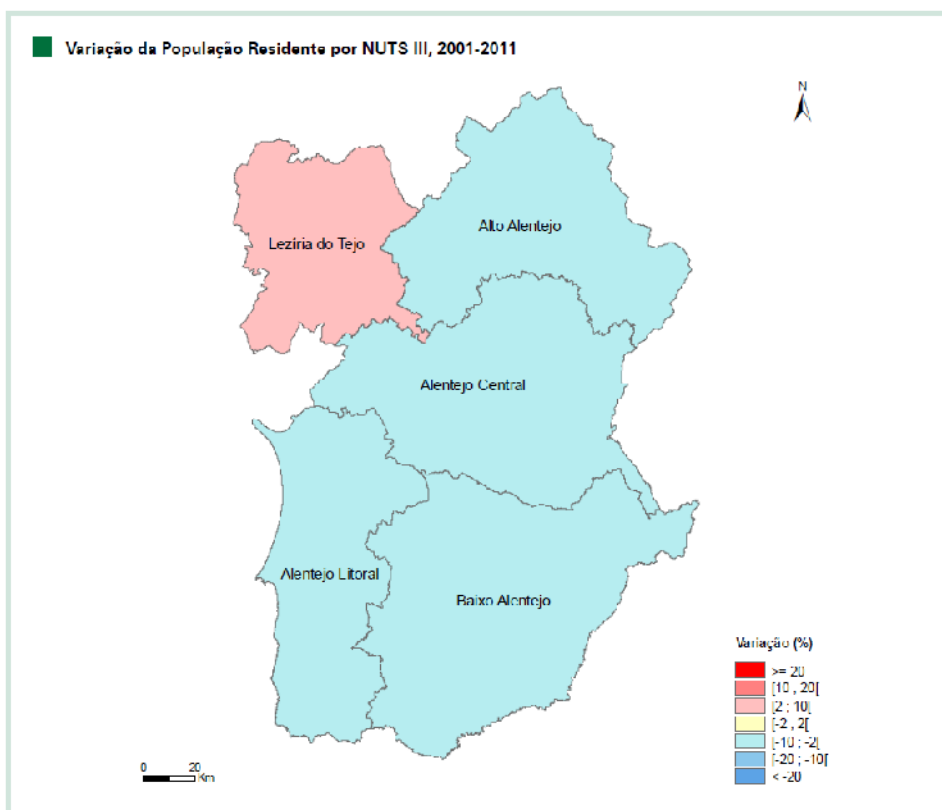 Variação da População Residente por NUTS III, 2001-2011
N
Lezíria do Tejo
Alto Alentejo
Alentejo Central
Alentejo Litoral
Baixo Alentejo
Variação (%)
>= 20
[10 , 20[
[2 ; 10[
[-2 , 2[
[-10 ; -2[
[-20 ; -10[
< -20
0 20
Km